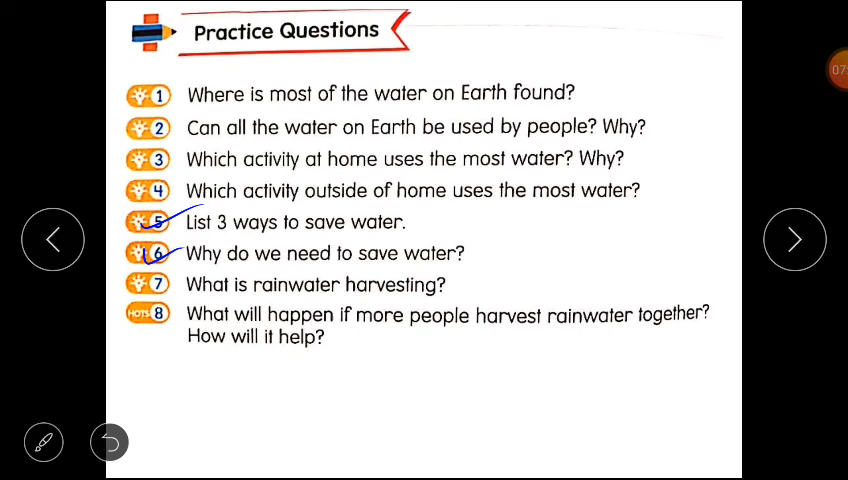 Practice Questions
1 Where is most of the water on Earth found?
2 Can all the water on Earth be used by people? Why?
3 Which activity at home uses the most water? Why?
4 Which activity outside of home uses the most water?
5 List 3 ways to save water.
6 Why do we need to save water?
7 What is rainwater harvesting?
HOTS 8 What will happen if more people harvest rainwater together?
How will it help?
07